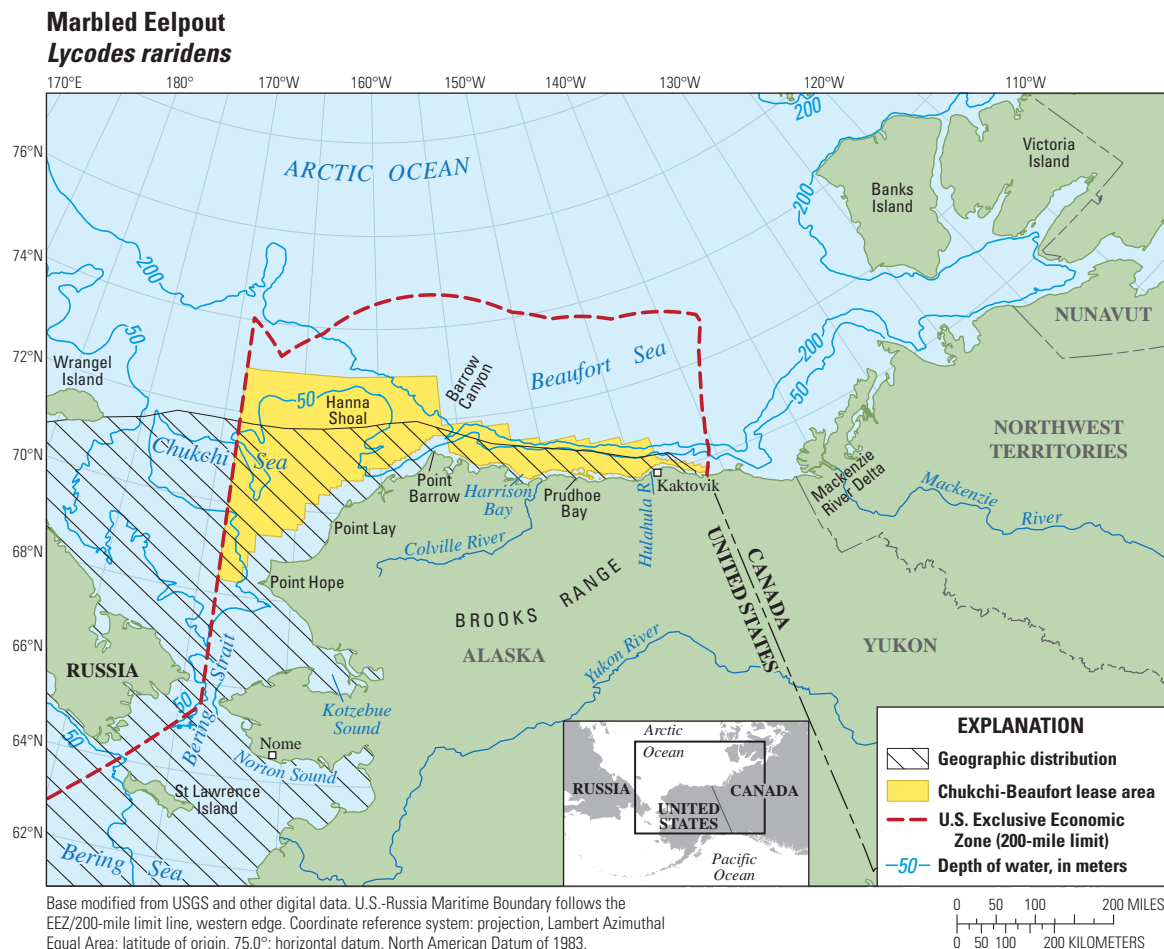 Marbled Eelpout
Lycodes raridens
170°E 180° 170°W 160°W 150°W 140°W 130°W 120°W 110°W
76°N
74°N
72°N
70°N
68°N
66°N
64°N
62°N
ARCTIC OCEAN
200
200
200
200
50
50
50
50
50
Victoria
Island
Banks
Island
NUNAVUT
Wrangel
Island
Beaufort Sea
Barrow
Canyon
Hanna
Shoal
Chukchi Sea
NORTHWEST
TERRITORIES
Mackenzie
River Delta
Mackenzie
River
Point
Barrow
Harrison
Bay
Prudhoe
Bay
Hulahula R
Kaktovik
Point Lay
Colville River
Point Hope
BROOKS RANGE
CANADA
UNITED STATES
ALASKA
YUKON
Yukon River
RUSSIA
Bering Strait
Kotzebue
Sound
Nome
Norton Sound
St Lawrence
Island
Bering Sea
Arctic
Ocean
RUSSIA
CANADA
UNITED
STATES
Pacific
Ocean
EXPLANATION
Geographic distribution
Chukchi-Beaufort lease area
U.S. Exclusive Economic
Zone (200-mile limit)
50 Depth of water, in meters
Base modified from USGS and other digital data. U.S.-Russia Maritime Boundary follows the
EEZ/200-mile limit line, western edge. Coordinate reference system: projection, Lambert Azimuthal
Equal Area; latitude of origin, 75.0°; horizontal datum, North American Datum of 1983.
0 50 100 200 MILES
0 50 100 200 KILOMETERS